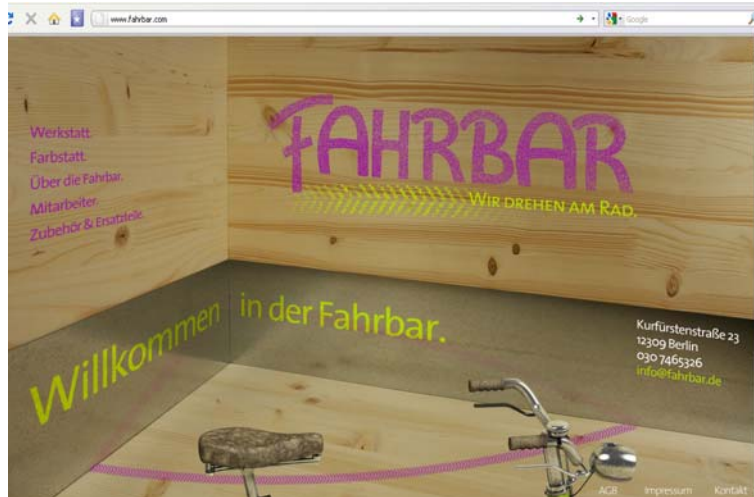 www.fahrbar.com
Google
FAHRBAR
WIR DREHEN AM RAD.
Werkstatt.
Farbstatt.
Über die Fahrbar.
Mitarbeiter.
Zubehör & Ersatzteile.
Willkommen in der Fahrbar.
Kurfürstenstraße 23
12309 Berlin
030 7465326
info@fahrbar.de
AGB Impressum Kontakt